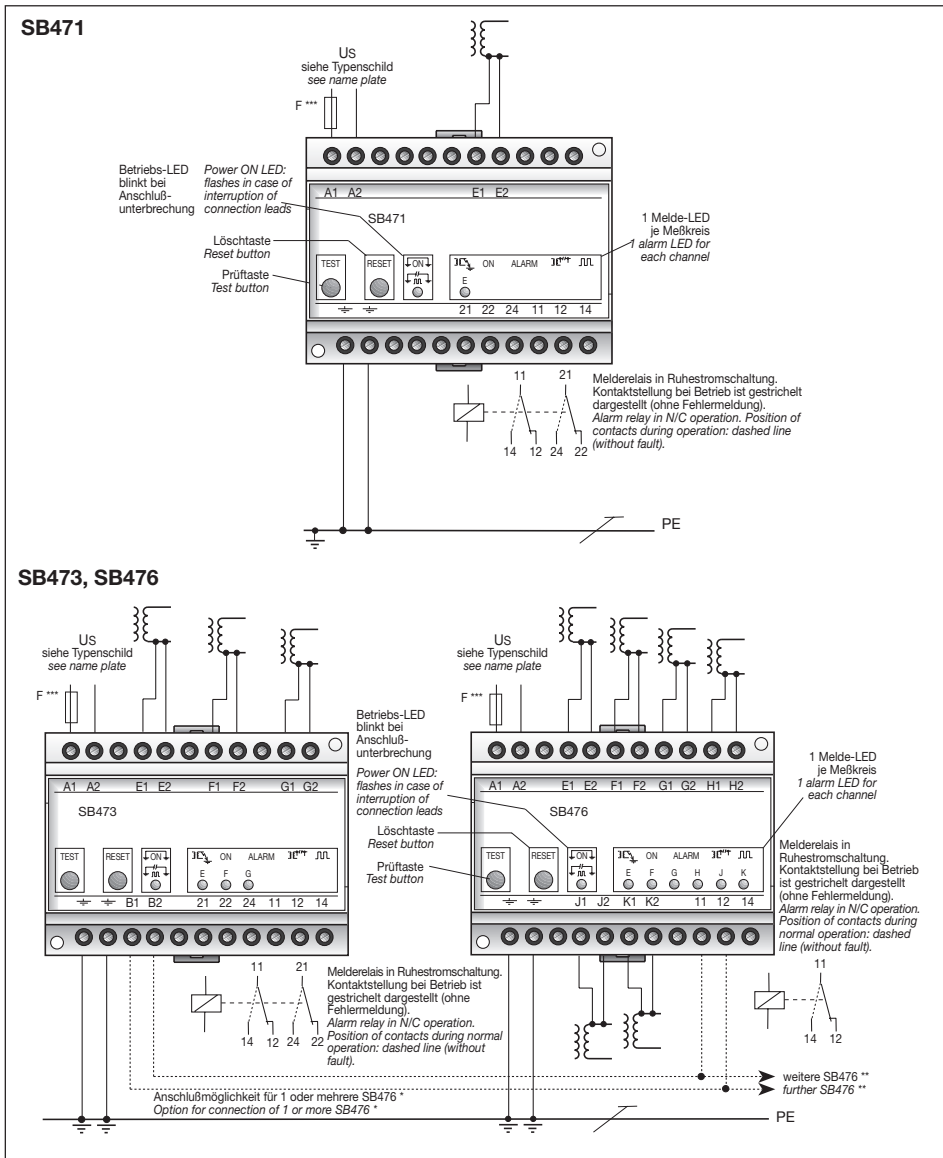 SB471
US
siehe Typenschild
see name plate
F ***
Betriebs-LED
blinkt bei
Anschluß-
unterbrechung
Power ON LED:
flashes in case of
interruption of
connection leads
Löschtaste
Reset button
Prüftaste
Test button
A1 A2 E1 E2
SB471
TEST RESET ON ON ALARM
E
21 22 24 11 12 14
1 Melde-LED
je Meßkreis
1 alarm LED for
each channel
11 21
14 12 24 22
Melderelais in Ruhestromschaltung.
Kontaktstellung bei Betrieb ist gestrichelt
dargestellt (ohne Fehlermeldung).
Alarm relay in N/C operation. Position of
contacts during operation: dashed line
(without fault).
PE
SB473, SB476
US
siehe Typenschild
see name plate
F ***
A1 A2 E1 E2 F1 F2 G1 G2
SB473
TEST RESET ON ON ALARM
E F G
B1 B2 21 22 24 11 12 14
11 21
14 12 24 22
Melderelais in Ruhestromschaltung.
Kontaktstellung bei Betrieb ist
gestrichelt dargestellt (ohne
Fehlermeldung).
Alarm relay in N/C operation.
Position of contacts during normal
operation: dashed line (without
fault).
US
siehe Typenschild
see name plate
F ***
Betriebs-LED
blinkt bei
Anschluß-
unterbrechung
Power ON LED:
flashes in case of
interruption of
connection leads
Löschtaste
Reset button
Prüftaste
Test button
A1 A2 E1 E2 F1 F2 G1 G2 H1 H2
SB476
TEST RESET ON ON ALARM
E F G H J K
J1 J2 K1 K2 11 12 14
1 Melde-LED
je Meßkreis
1 alarm LED for
each channel
Melderelais in
Ruhestromschaltung.
Kontaktstellung bei Betrieb
ist gestrichelt dargestellt
(ohne Fehlermeldung).
Alarm relay in N/C operation.
Position of contacts during
normal operation: dashed
line (without fault).
11
14 12
weitere SB476 **
further SB476 **
Anschlußmöglichkeit für 1 oder mehrere SB476 *
Option for connection of 1 or more SB476 *
PE